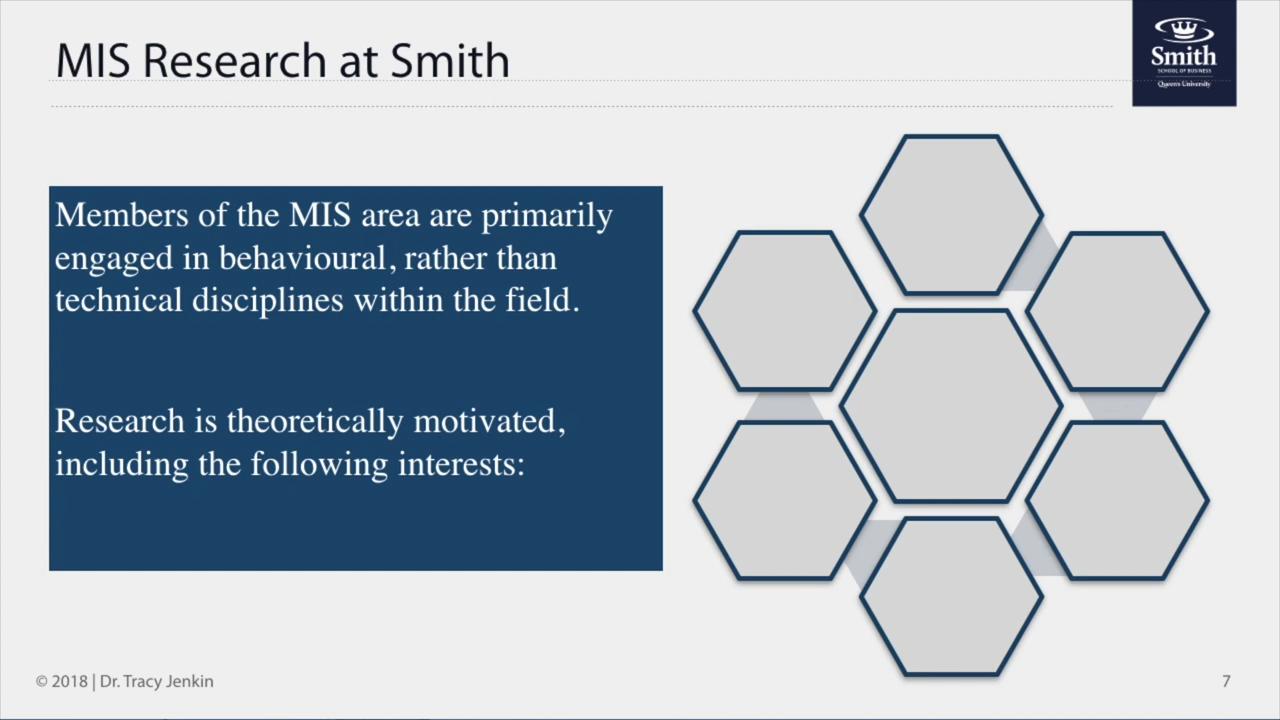 MIS Research at Smith
Smith
SCHOOL OF BUSINESS
Queen's University
Members of the MIS area are primarily
engaged in behavioural, rather than
technical disciplines within the field.
Research is theoretically motivated,
including the following interests:
© 2018 | Dr. Tracy Jenkin
7